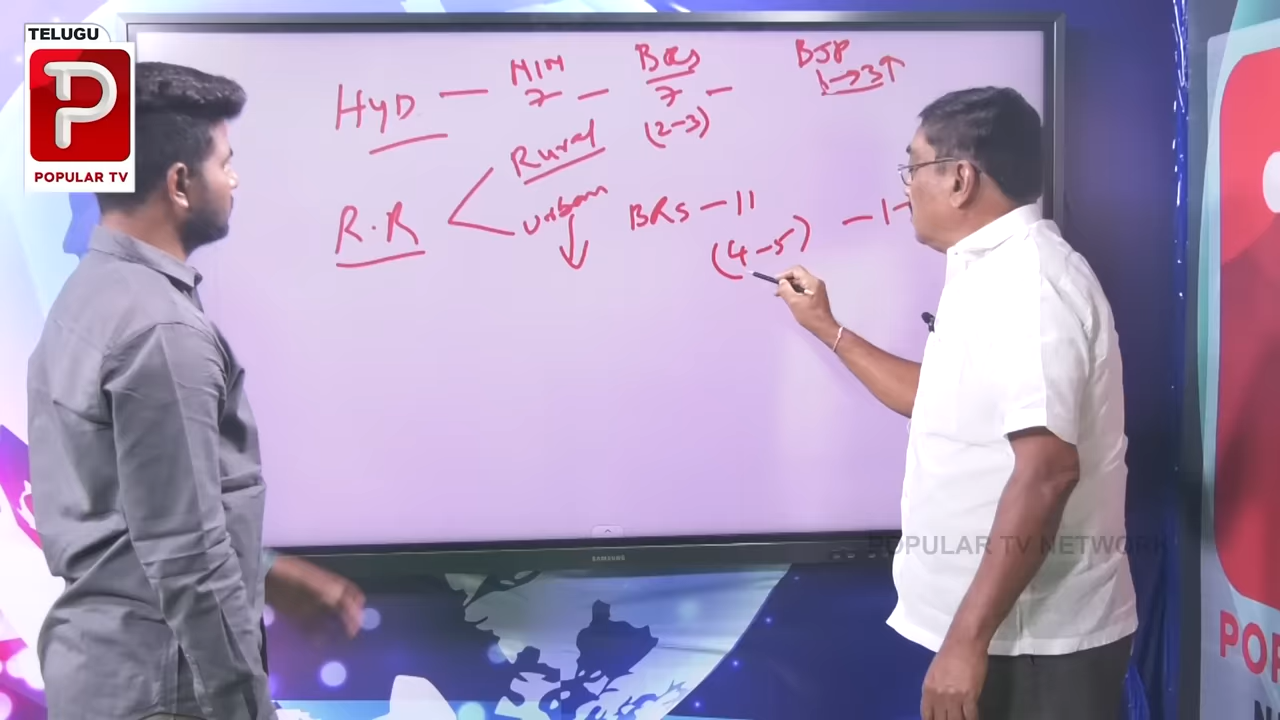 TELUGU
P
POPULAR TV
HYD — MIM BRS BJP
7 — 7 — 1→3↑
(2-3)
R.R Rural
Urban BRS - 11 - 1
(4-5)
SAMSUNG
POPULAR TV NETWORK
POP
N